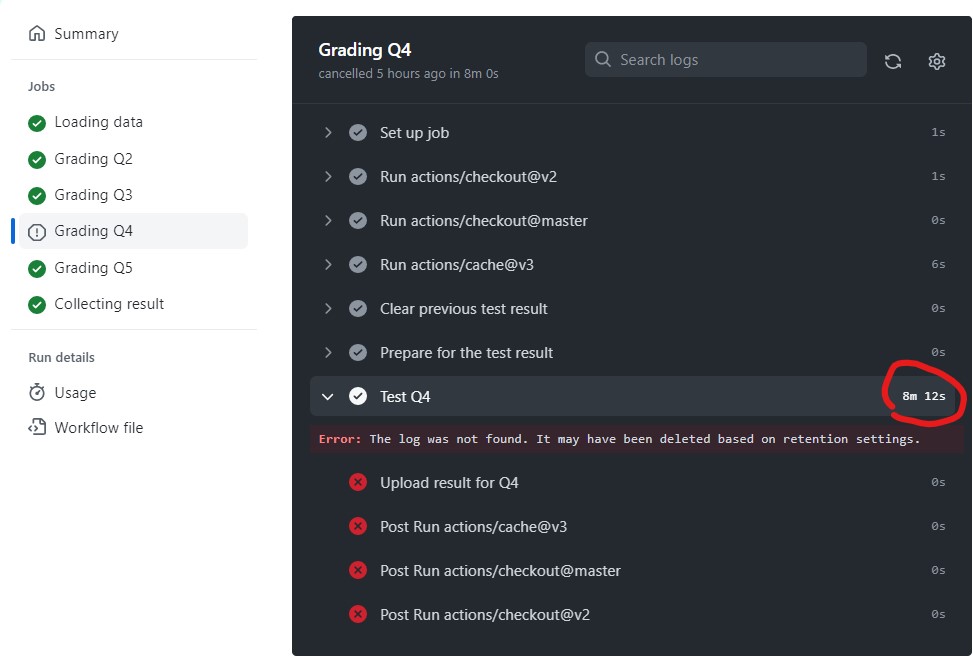 Summary
Jobs
Loading data
Grading Q2
Grading Q3
Grading Q4
Grading Q5
Collecting result
Run details
Usage
Workflow file
Grading Q4
cancelled 5 hours ago in 8m 0s
Search logs
Set up job 1s
Run actions/checkout@v2 1s
Run actions/checkout@master 0s
Run actions/cache@v3 6s
Clear previous test result 0s
Prepare for the test result 0s
Test Q4 8m 12s
Error: The log was not found. It may have been deleted based on retention settings.
Upload result for Q4 0s
Post Run actions/cache@v3 0s
Post Run actions/checkout@master 0s
Post Run actions/checkout@v2 0s